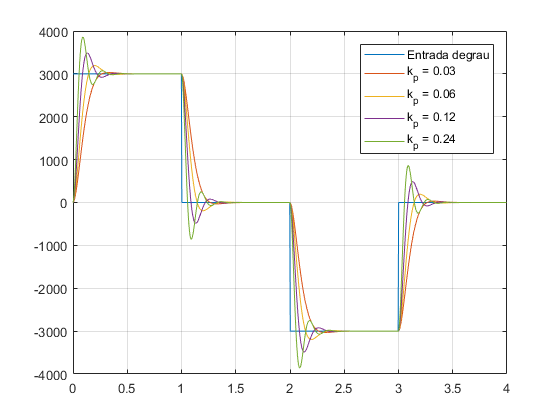 4000
3000
2000
1000
0
-1000
-2000
-3000
-4000
0 0.5 1 1.5 2 2.5 3 3.5 4
Entrada degrau
kp = 0.03
kp = 0.06
kp = 0.12
kp = 0.24